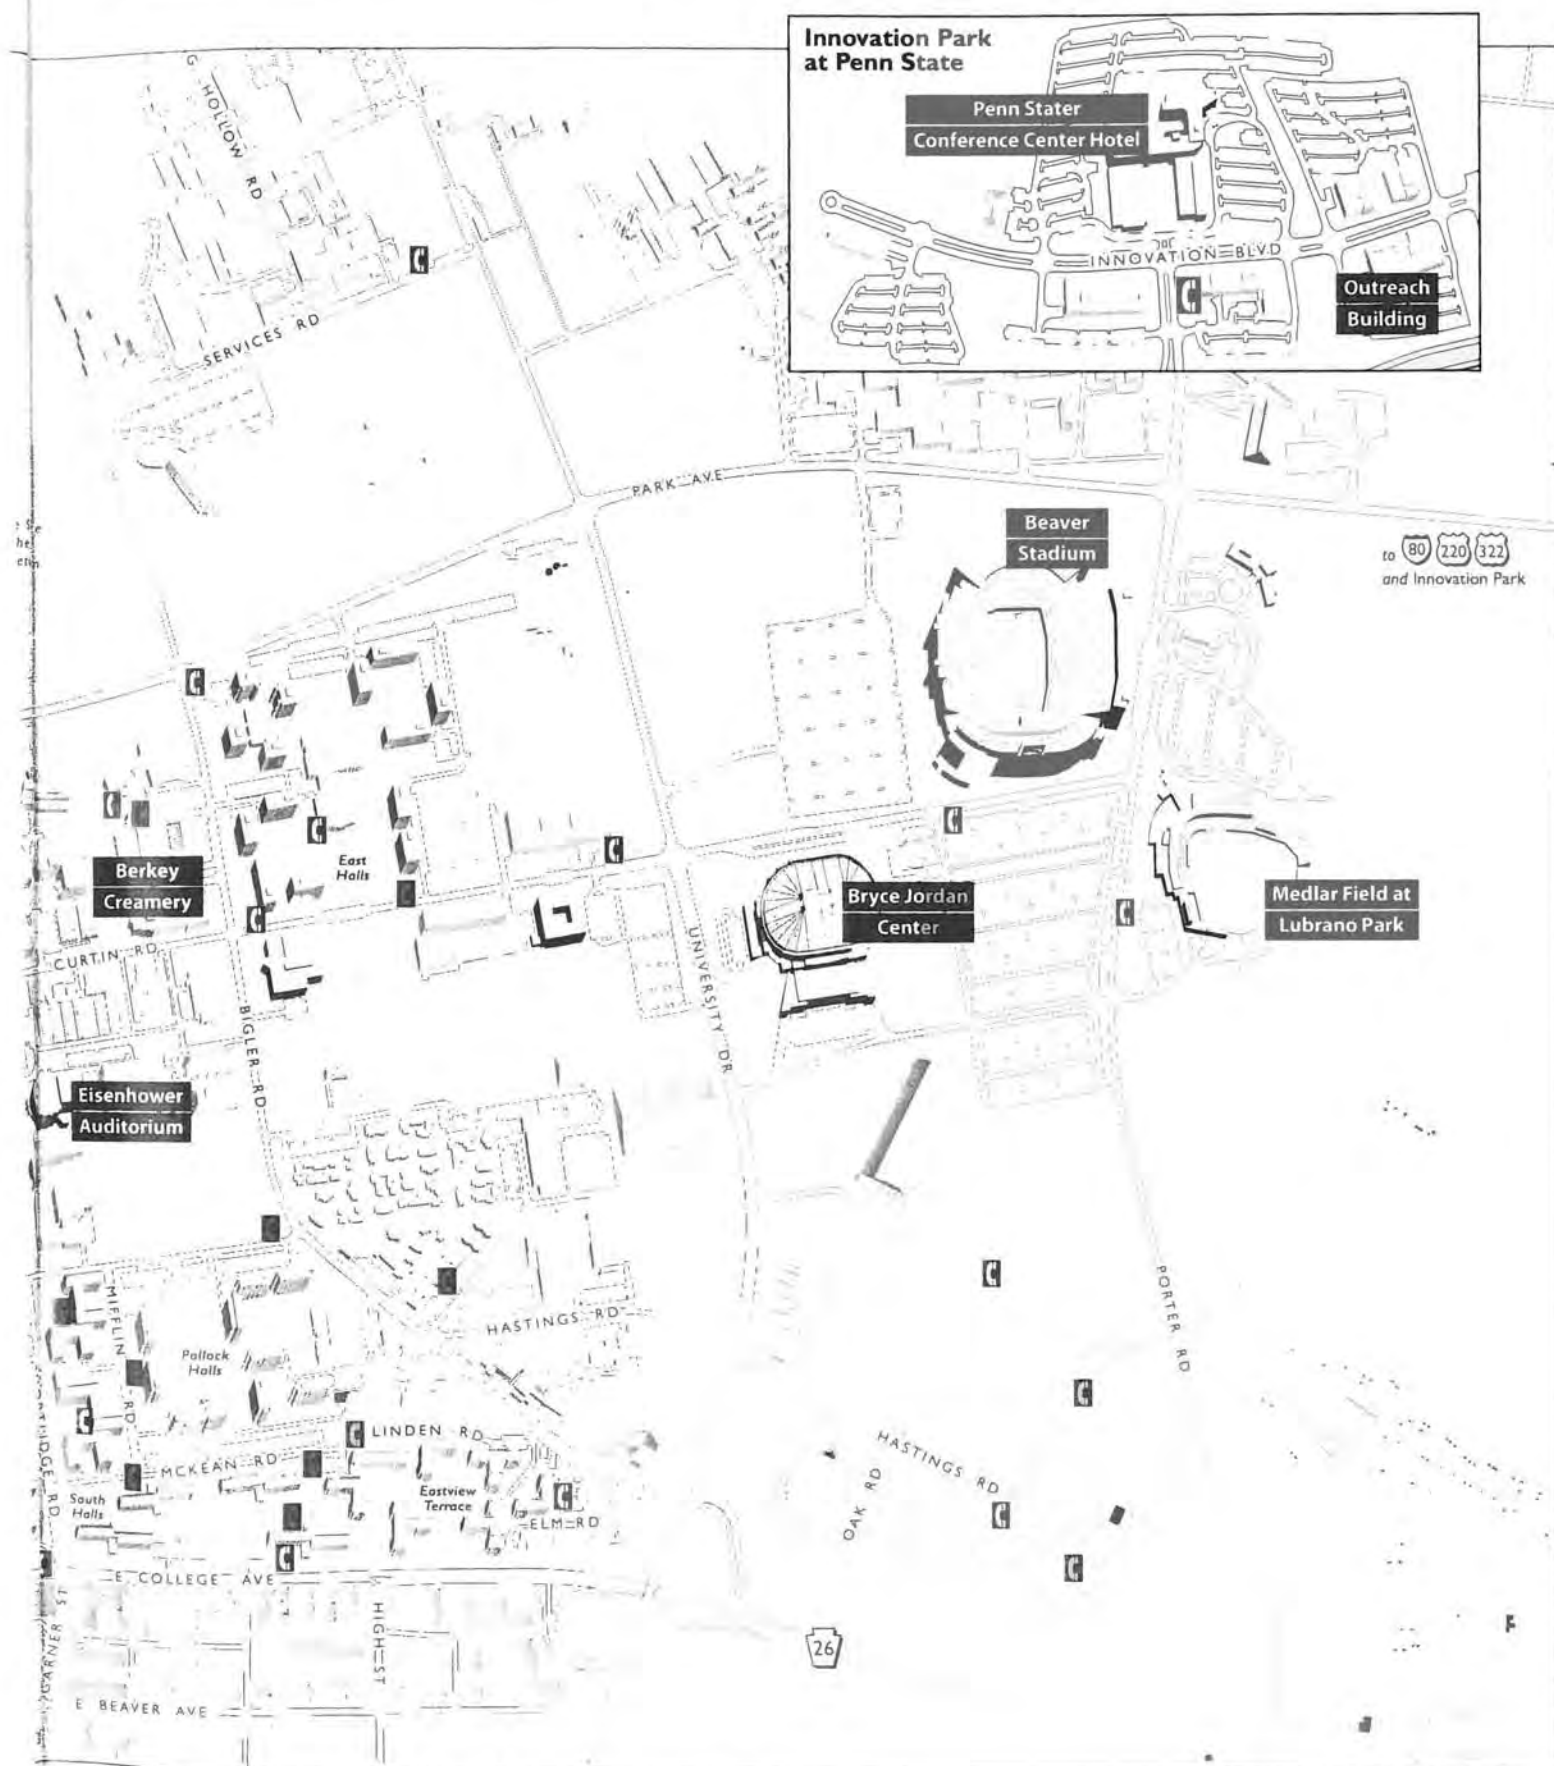 Innovation Park
at Penn State
Penn Stater
Conference Center Hotel
INNOVATION BLVD
Outreach
Building
G HOLLOW RD
SERVICES RD
PARK AVE
Beaver
Stadium
to 80 220 322
and Innovation Park
East
Halls
Berkey
Creamery
CURTIN RD
Bryce Jordan
Center
Medlar Field at
Lubrano Park
UNIVERSITY DR
BIGLER RD
Eisenhower
Auditorium
MIFFLIN RD
Pollock
Halls
HASTINGS RD
PORTER RD
LINDEN RD
MCKEAN RD
South
Halls
Eastview
Terrace
ELM RD
HASTINGS RD
OAK RD
E COLLEGE AVE
GARNER ST
HIGH ST
26
E BEAVER AVE